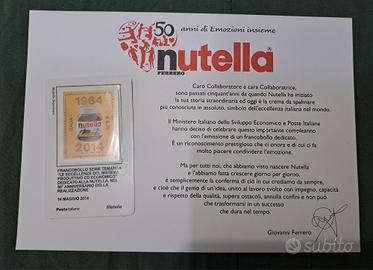 50 anni di Emozioni insieme
nutella®
FERRERO
Caro Collaboratore e cara Collaboratrice,
sono passati cinquant'anni da quando Nutella ha iniziato
la sua storia straordinaria ed oggi è la crema da spalmare
più conosciuta in assoluto, simbolo dell'eccellenza italiana nel mondo.
Il Ministero Italiano dello Sviluppo Economico e Poste Italiane
hanno deciso di celebrare questo importante compleanno
con l'emissione di un francobollo dedicato.
È un riconoscimento prestigioso che ci onora e di cui ti fa
molto piacere condividere l'emozione.
Ma per tutti noi, che abbiamo visto nascere Nutella
e l'abbiamo fatta crescere giorno per giorno,
è semplicemente la conferma di ciò in cui crediamo da sempre,
e cioè che il genio di un'idea, unito al lavoro svolto con impegno, capacità
e rispetto della qualità, supera ostacoli, annulla confini e non può
che trasformarsi in un successo
che dura nel tempo.
Giovanni Ferrero
1964
ITALIA
nutella
2014
FRANCOBOLLO SERIE TEMATICA
"LE ECCELLENZE DEL SISTEMA
PRODUTTIVO ED ECONOMICO"
DEDICATO ALLA NUTELLA, NEL
50° ANNIVERSARIO DELLA
REALIZZAZIONE
14 MAGGIO 2014
Posteitaliane
filatelia
subito